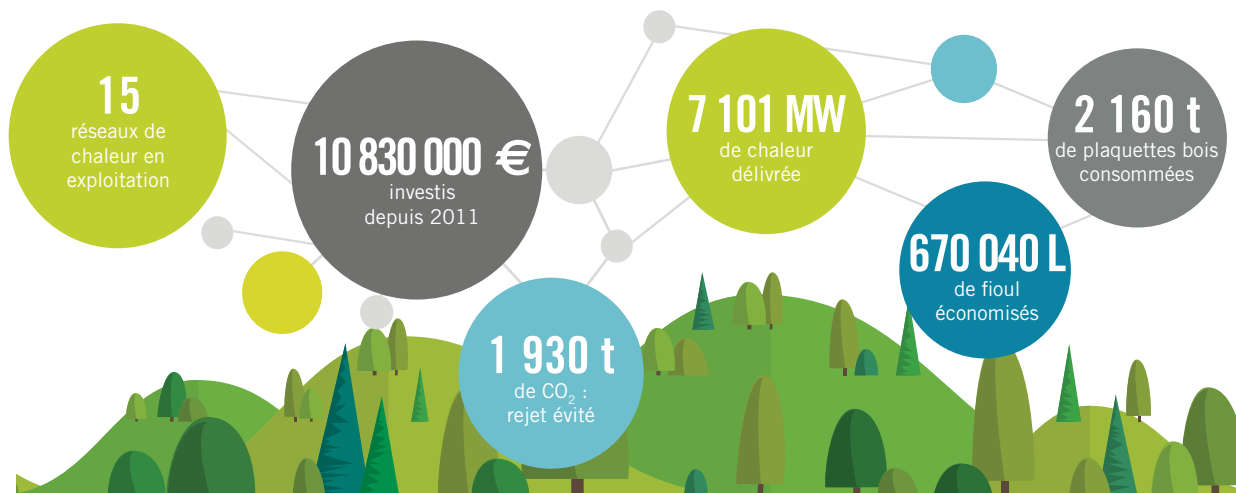 15
réseaux de
chaleur en
exploitation
10 830 000 €
investis
depuis 2011
1 930 t
de CO₂ :
rejet évité
7 101 MW
de chaleur
délivrée
670 040 L
de fioul
économisés
2 160 t
de plaquettes bois
consommées